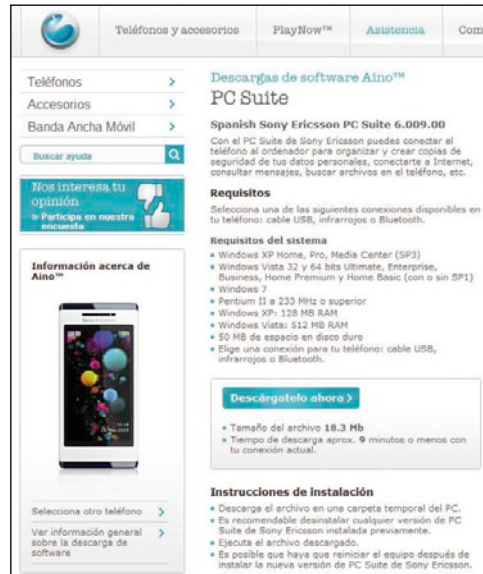 Teléfonos y accesorios
PlayNow™
Asistencia
Com
Teléfonos
Accesorios
Banda Ancha Móvil
Buscar ayuda
Nos interesa tu
opinión
Participa en nuestra
encuesta
Información acerca de
Aino™
Selecciona otro teléfono
Ver información general
sobre la descarga de
software
Descargas de software Aino™
PC Suite
Spanish Sony Ericsson PC Suite 6.009.00
Con el PC Suite de Sony Ericsson puedes conectar el
teléfono al ordenador para organizar y crear copias de
seguridad de tus datos personales, conectarte a Internet,
consultar mensajes, buscar archivos en el teléfono, etc.
Requisitos
Selecciona una de las siguientes conexiones disponibles en
tu teléfono: cable USB, infrarrojos o Bluetooth.
Requisitos del sistema
• Windows XP Home, Pro, Media Center (SP3)
• Windows Vista 32 y 64 bits Ultimate, Enterprise,
Business, Home Premium y Home Basic (con o sin SP1)
• Windows 7
• Pentium II a 233 MHz o superior
• Windows XP: 128 MB RAM
• Windows Vista: 512 MB RAM
• 50 MB de espacio en disco duro
• Elige una conexión para tu teléfono: cable USB,
infrarrojos o Bluetooth.
Descárgatelo ahora
• Tamaño del archivo 18.3 Mb
• Tiempo de descarga aprox. 9 minutos o menos con
tu conexión actual.
Instrucciones de instalación
• Descarga el archivo en una carpeta temporal del PC.
• Es recomendable desinstalar cualquier versión de PC
Suite de Sony Ericsson instalada previamente.
• Ejecuta el archivo descargado.
• Es posible que haya que reiniciar el equipo después de
instalar la nueva versión de PC Suite de Sony Ericsson.